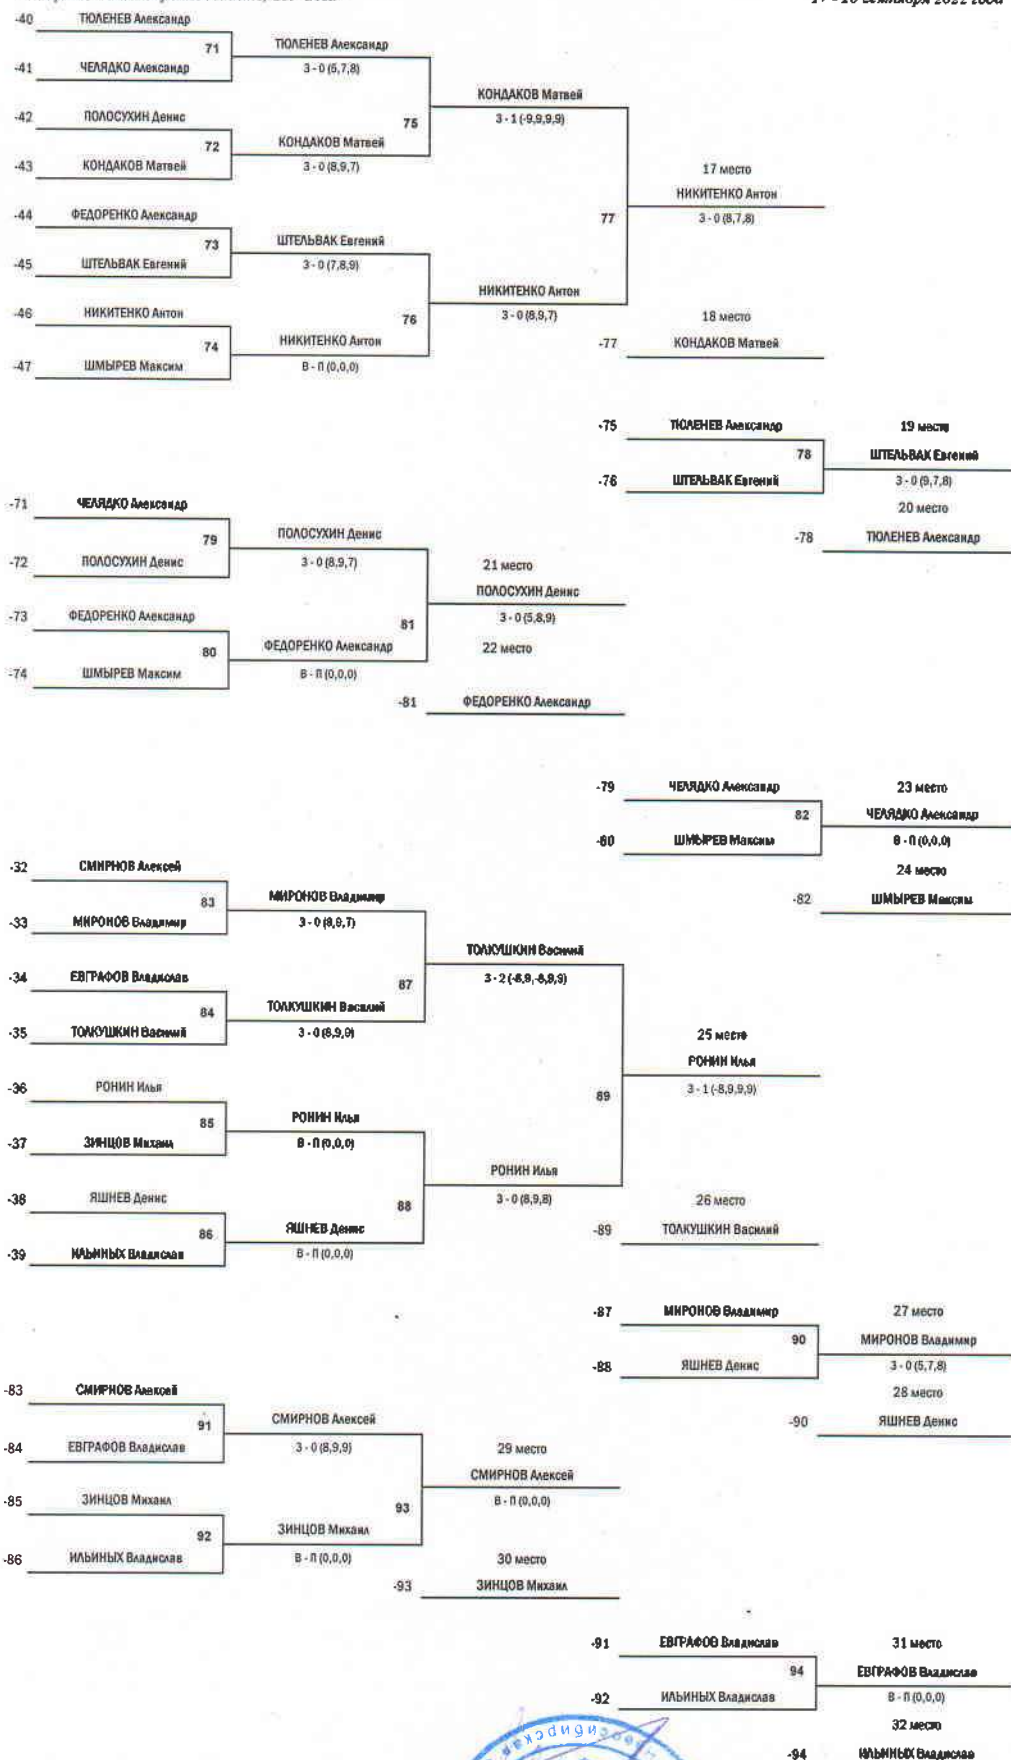 17 - 18 сентября 2022 года
-40 ТЮЛЕНЕВ Александр
71
ТЮЛЕНЕВ Александр
-41 ЧЕЛЯДКО Александр
3 - 0 (5,7,8)
КОНДАКОВ Матвей
75
3 - 1 (-9,9,9,9)
-42 ПОЛОСУХИН Денис
72
КОНДАКОВ Матвей
-43 КОНДАКОВ Матвей
3 - 0 (8,9,7)
17 место
77
НИКИТЕНКО Антон
3 - 0 (8,7,8)
-44 ФЕДОРЕНКО Александр
73
ШТЕЛЬВАК Евгений
-45 ШТЕЛЬВАК Евгений
3 - 0 (7,8,9)
НИКИТЕНКО Антон
76
3 - 0 (8,9,7)
-46 НИКИТЕНКО Антон
74
НИКИТЕНКО Антон
-47 ШМЫРЕВ Максим
В - П (0,0,0)
18 место
-77 КОНДАКОВ Матвей
-75 ТЮЛЕНЕВ Александр
19 место
78
ШТЕЛЬВАК Евгений
-76 ШТЕЛЬВАК Евгений
3 - 0 (9,7,8)
20 место
-78 ТЮЛЕНЕВ Александр
-71 ЧЕЛЯДКО Александр
79
ПОЛОСУХИН Денис
-72 ПОЛОСУХИН Денис
3 - 0 (8,9,7)
21 место
ПОЛОСУХИН Денис
81
3 - 0 (5,8,9)
-73 ФЕДОРЕНКО Александр
80
ФЕДОРЕНКО Александр
-74 ШМЫРЕВ Максим
В - П (0,0,0)
22 место
-81 ФЕДОРЕНКО Александр
-79 ЧЕЛЯДКО Александр
23 место
82
ЧЕЛЯДКО Александр
-80 ШМЫРЕВ Максим
В - П (0,0,0)
24 место
-82 ШМЫРЕВ Максим
-32 СМИРНОВ Алексей
83
МИРОНОВ Владимир
-33 МИРОНОВ Владимир
3 - 0 (8,9,7)
ТОЛКУШКИН Василий
87
3 - 2 (-8,9,-8,9,9)
-34 ЕВГРАФОВ Владислав
84
ТОЛКУШКИН Василий
-35 ТОЛКУШКИН Василий
3 - 0 (8,9,9)
25 место
89
РОНИН Илья
3 - 1 (-8,9,9,9)
-36 РОНИН Илья
85
РОНИН Илья
-37 ЗИНЦОВ Михаил
В - П (0,0,0)
РОНИН Илья
88
3 - 0 (8,9,8)
-38 ЯШНЕВ Денис
86
ЯШНЕВ Денис
-39 ИЛЬИНЫХ Владислав
В - П (0,0,0)
26 место
-89 ТОЛКУШКИН Василий
-87 МИРОНОВ Владимир
27 место
90
МИРОНОВ Владимир
-88 ЯШНЕВ Денис
3 - 0 (5,7,8)
28 место
-90 ЯШНЕВ Денис
-83 СМИРНОВ Алексей
91
СМИРНОВ Алексей
-84 ЕВГРАФОВ Владислав
3 - 0 (8,9,9)
29 место
СМИРНОВ Алексей
93
В - П (0,0,0)
-85 ЗИНЦОВ Михаил
92
ЗИНЦОВ Михаил
-86 ИЛЬИНЫХ Владислав
В - П (0,0,0)
30 место
-93 ЗИНЦОВ Михаил
-91 ЕВГРАФОВ Владислав
31 место
94
ЕВГРАФОВ Владислав
-92 ИЛЬИНЫХ Владислав
В - П (0,0,0)
32 место
-94 ИЛЬИНЫХ Владислав